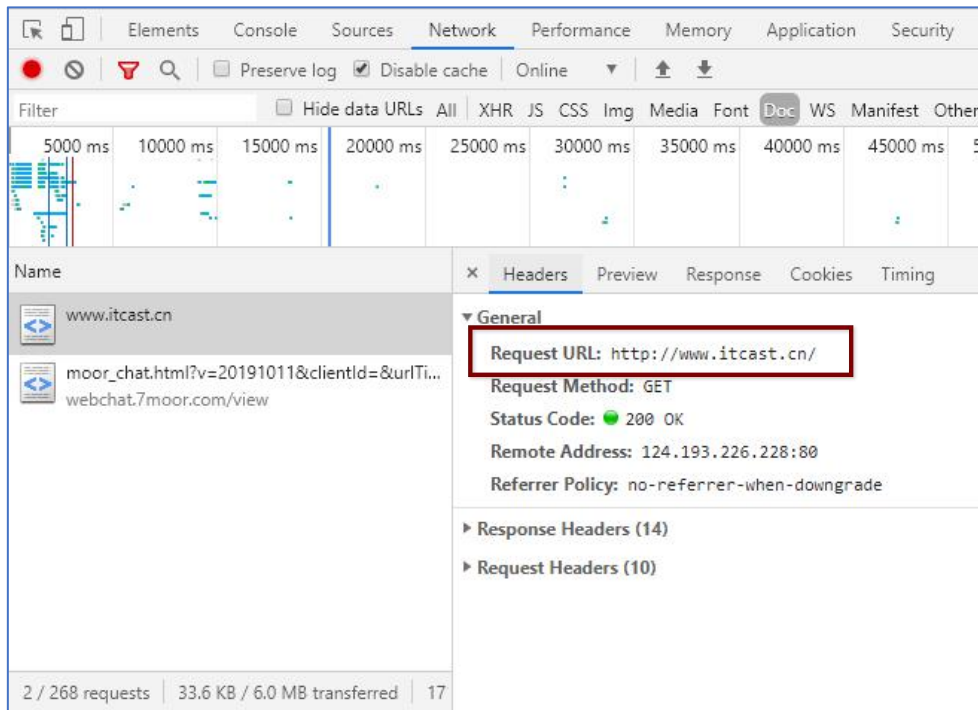 Elements Console Sources Network Performance Memory Application Security
Preserve log Disable cache Online
Filter Hide data URLs All XHR JS CSS Img Media Font Doc WS Manifest Other
5000 ms 10000 ms 15000 ms 20000 ms 25000 ms 30000 ms 35000 ms 40000 ms 45000 ms
Name
www.itcast.cn
moor_chat.html?v=20191011&clientId=&urlTi...
webchat.7moor.com/view
2 / 268 requests 33.6 KB / 6.0 MB transferred 17
× Headers Preview Response Cookies Timing
General
Request URL: http://www.itcast.cn/
Request Method: GET
Status Code: 200 OK
Remote Address: 124.193.226.228:80
Referrer Policy: no-referrer-when-downgrade
Response Headers (14)
Request Headers (10)